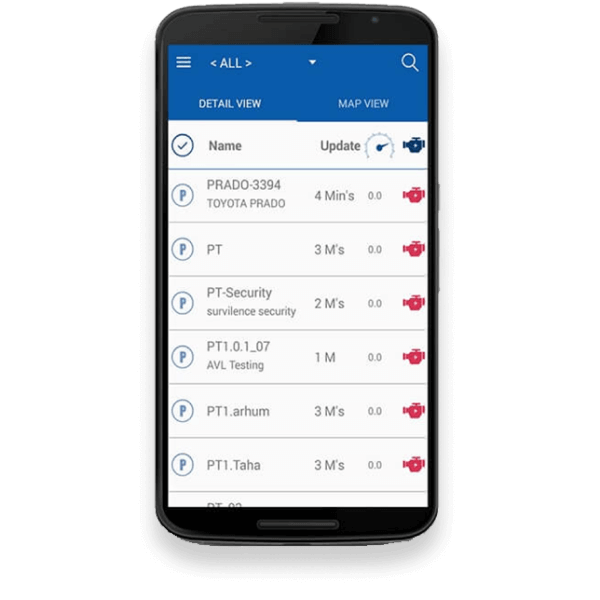 < ALL >
DETAIL VIEW MAP VIEW
Name Update
P PRADO-3394 4 Min's 0.0
TOYOTA PRADO
P PT 3 M's 0.0
P PT-Security 2 M's 0.0
survilence security
P PT1.0.1_07 1 M 0.0
AVL Testing
P PT1.arhum 3 M's 0.0
P PT1.Taha 3 M's 0.0